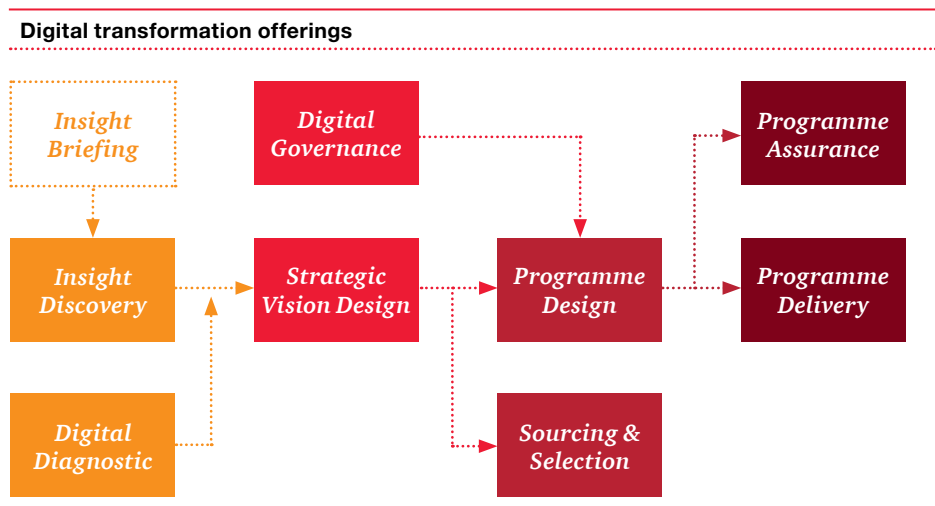 Digital transformation offerings
Insight
Briefing
Digital
Governance
Programme
Assurance
Insight
Discovery
Strategic
Vision Design
Programme
Design
Programme
Delivery
Digital
Diagnostic
Sourcing &
Selection